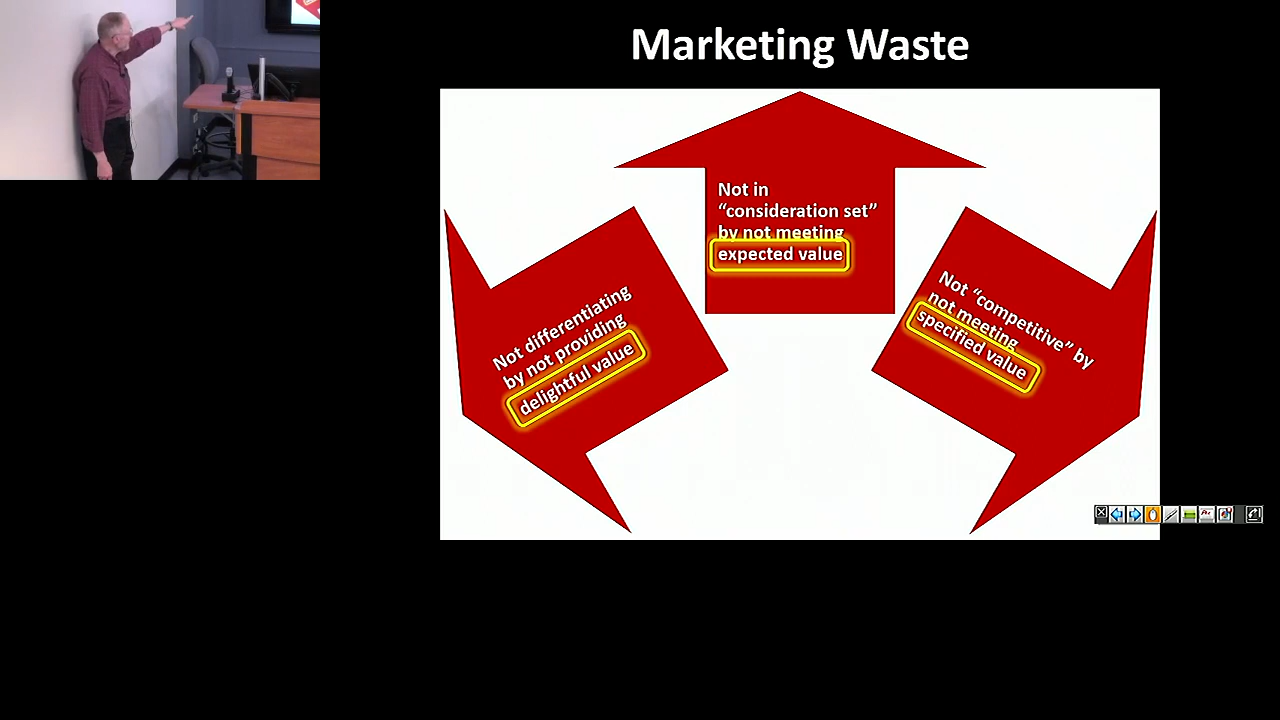 Marketing Waste
Not in
“consideration set”
by not meeting
expected value
Not differentiating
by not providing
delightful value
Not “competitive” by
not meeting
specified value